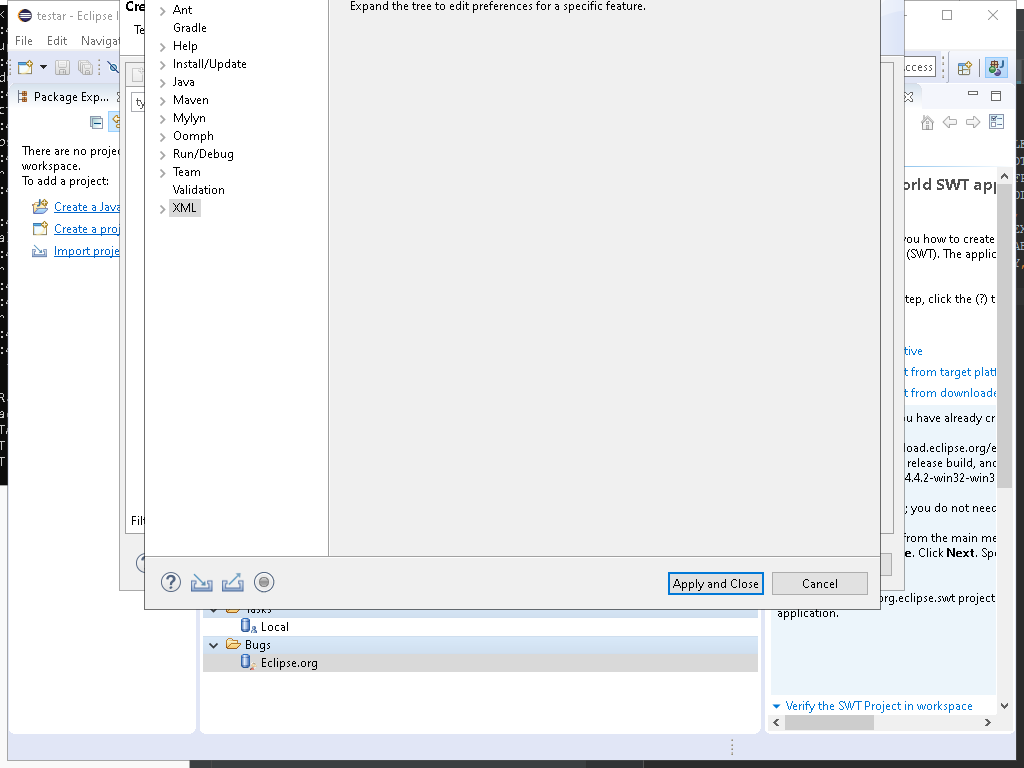 testar - Eclipse I
File Edit Navigat
Package Exp...
There are no proje
workspace.
To add a project:
Create a Java
Create a proj
Import proje
Cre
Te
ty
Filt
Ant
Gradle
Help
Install/Update
Java
Maven
Mylyn
Oomph
Run/Debug
Team
Validation
XML
Expand the tree to edit preferences for a specific feature.
Apply and Close
Cancel
Tasks
Local
Bugs
Eclipse.org
ccess
orld SWT app
you how to create
(SWT). The applic
tep, click the (?) t
tive
t from target platf
t from downloade
ou have already cr
load.eclipse.org/e
release build, and
4.4.2-win32-win3
; you do not need
from the main me
e. Click Next. Spe
org.eclipse.swt project
application.
Verify the SWT Project in workspace